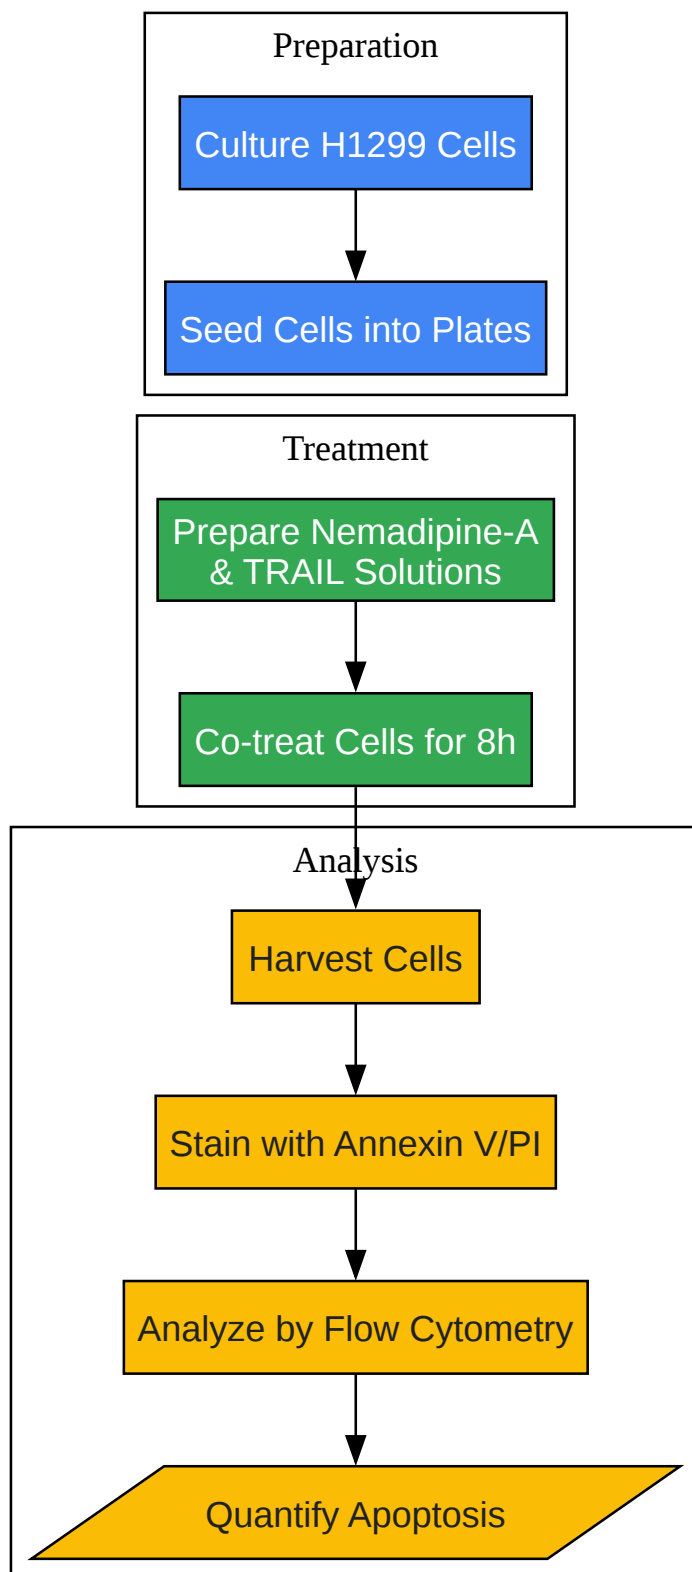 Preparation
Culture H1299 Cells
Seed Cells into Plates
Treatment
Prepare Nemadipine-A
& TRAIL Solutions
Co-treat Cells for 8h
Analysis
Harvest Cells
Stain with Annexin V/PI
Analyze by Flow Cytometry
Quantify Apoptosis